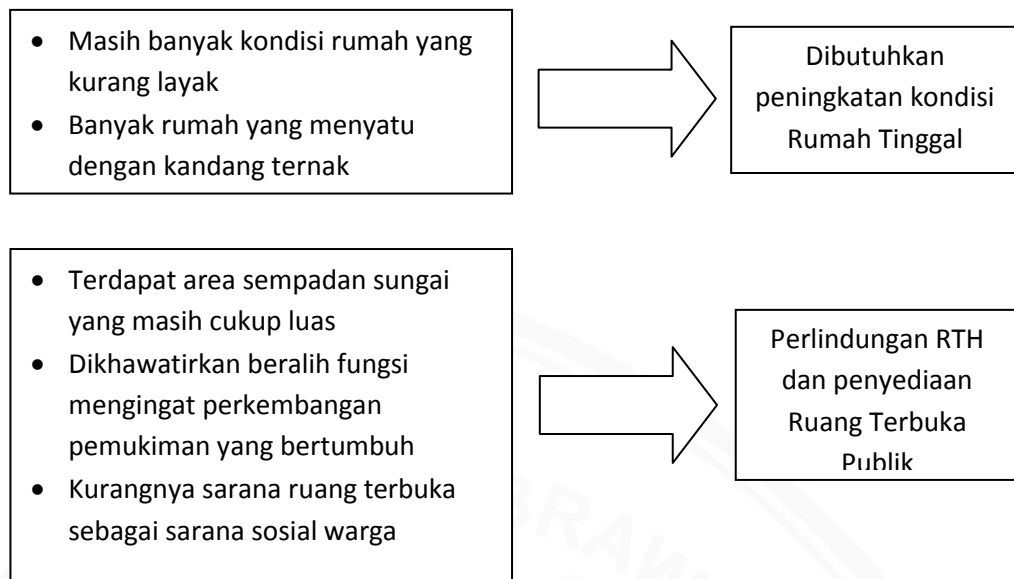 • Masih banyak kondisi rumah yang
kurang layak
• Banyak rumah yang menyatu
dengan kandang ternak
Dibutuhkan
peningkatan kondisi
Rumah Tinggal
• Terdapat area sempadan sungai
yang masih cukup luas
• Dikhawatirkan beralih fungsi
mengingat perkembangan
pemukiman yang bertumbuh
• Kurangnya sarana ruang terbuka
sebagai sarana sosial warga
Perlindungan RTH
dan penyediaan
Ruang Terbuka
Publik